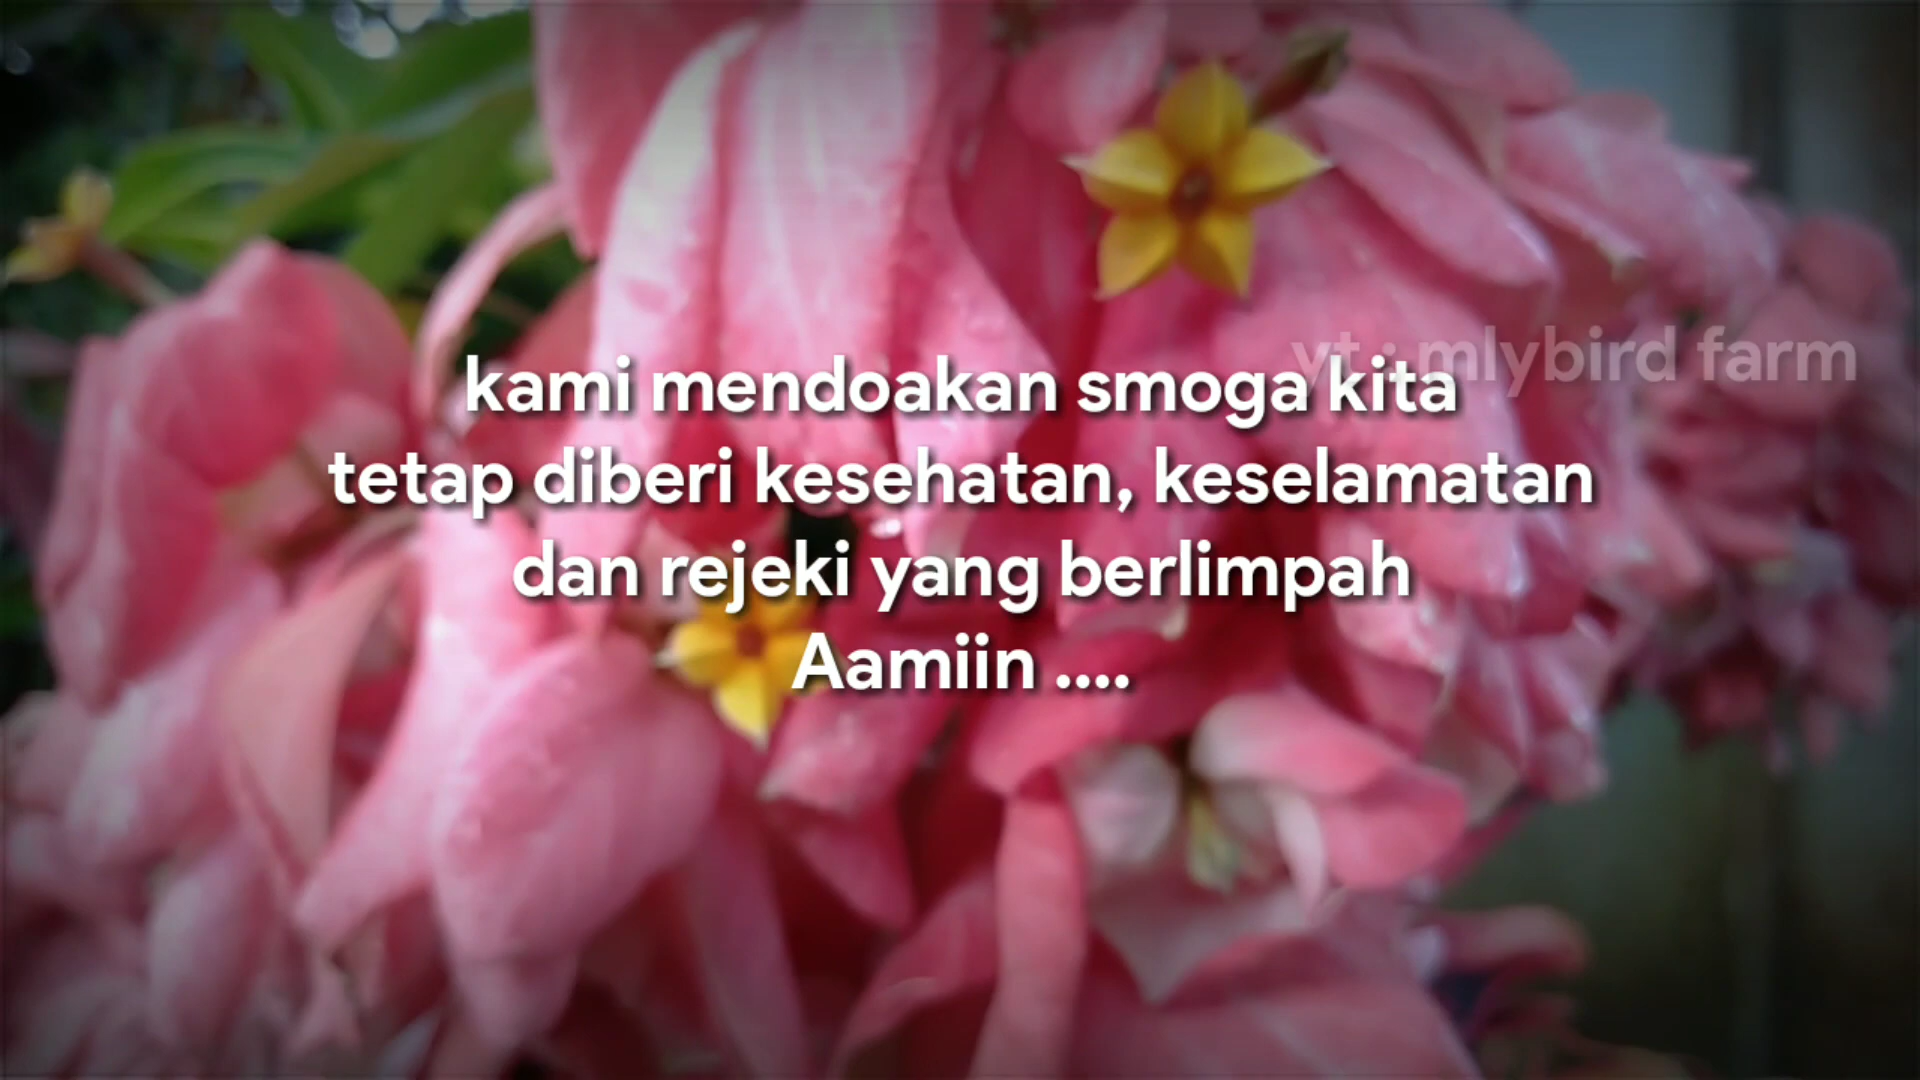 yt : mlybird farm
kami mendoakan smoga kita
tetap diberi kesehatan, keselamatan
dan rejeki yang berlimpah
Aamiin ....